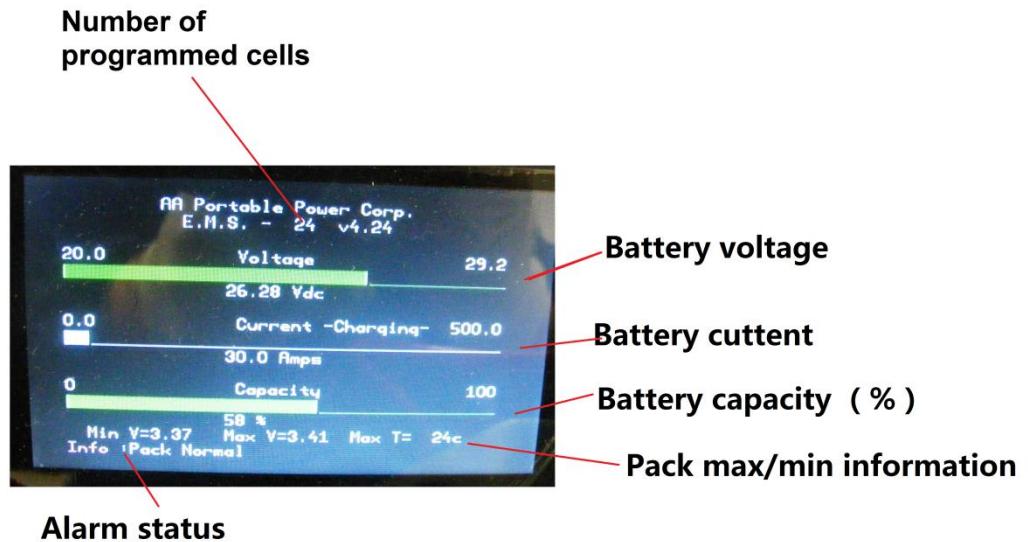 Number of
programmed cells
AA Portable Power Corp.
E.M.S. - 24 v4.24
20.0 Voltage 29.2
26.28 Vdc
Battery voltage
0.0 Current -Charging- 500.0
30.0 Amps
Battery cuttent
0 Capacity 100
58 %
Battery capacity ( % )
Min V=3.37 Max V=3.41 Max T= 24c
Info :Pack Normal
Pack max/min information
Alarm status